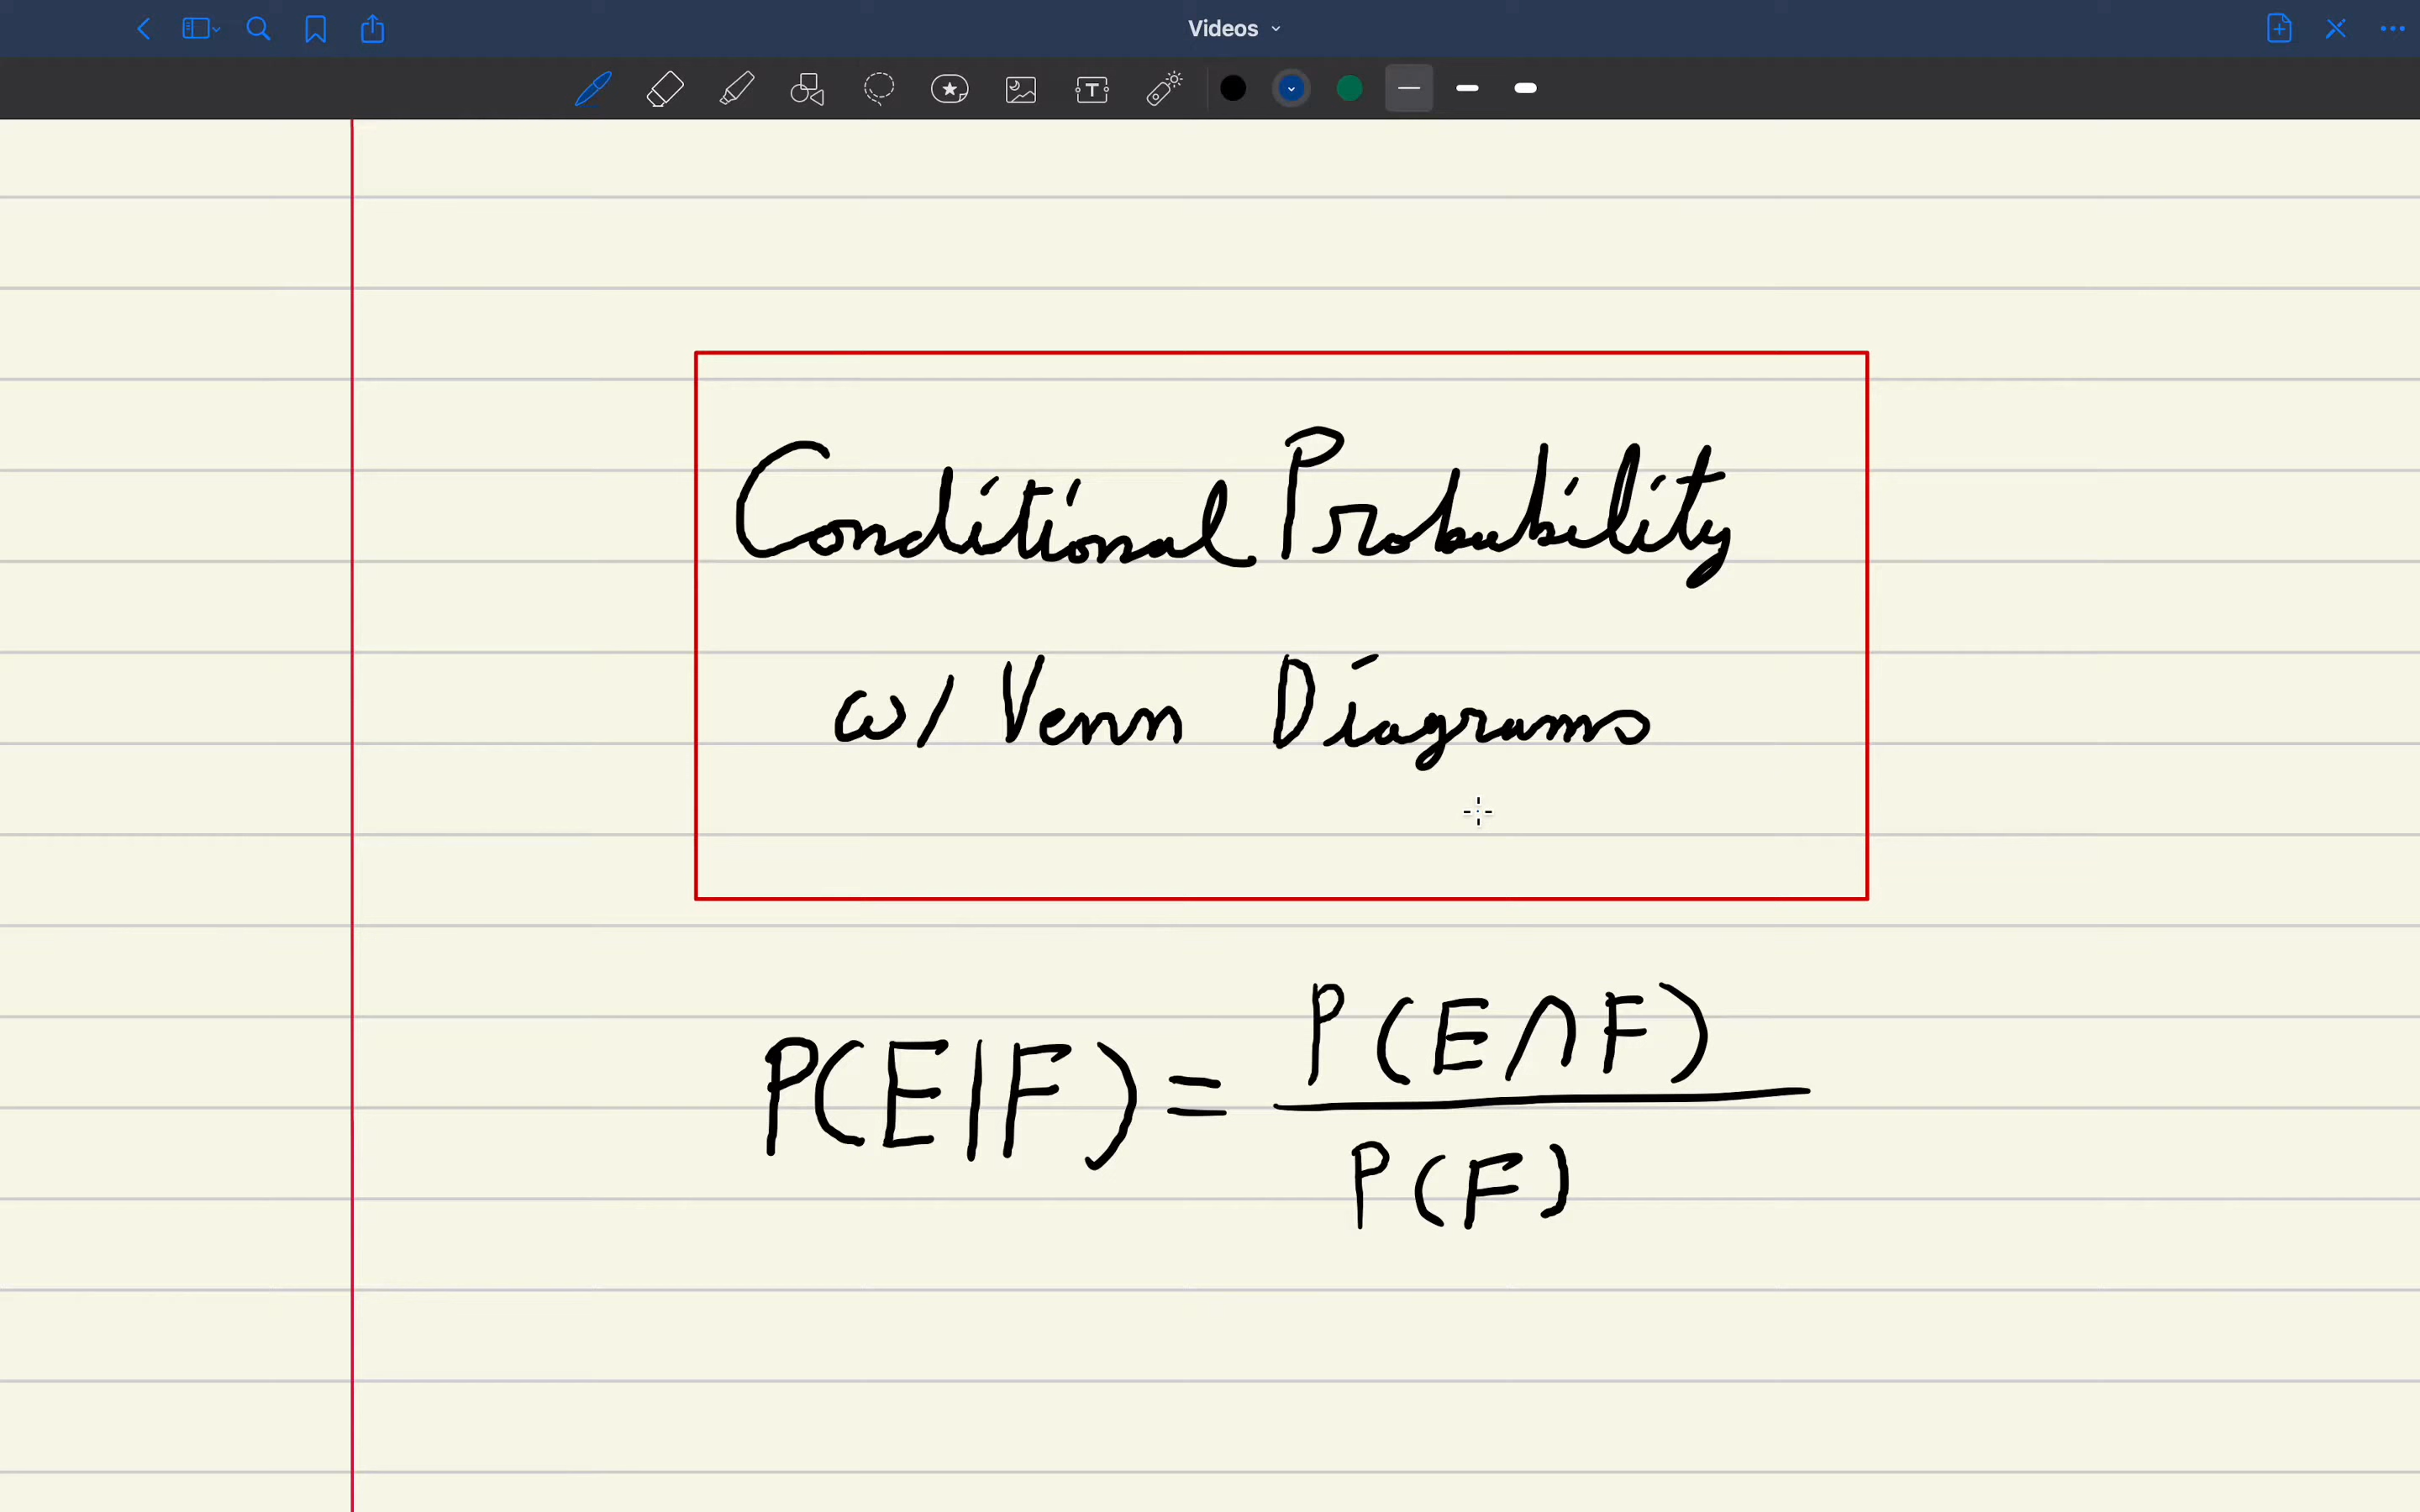 Videos
Conditional Probability
w/ Venn Diagrams
P(E|F) = P(E∩F)
P(F)